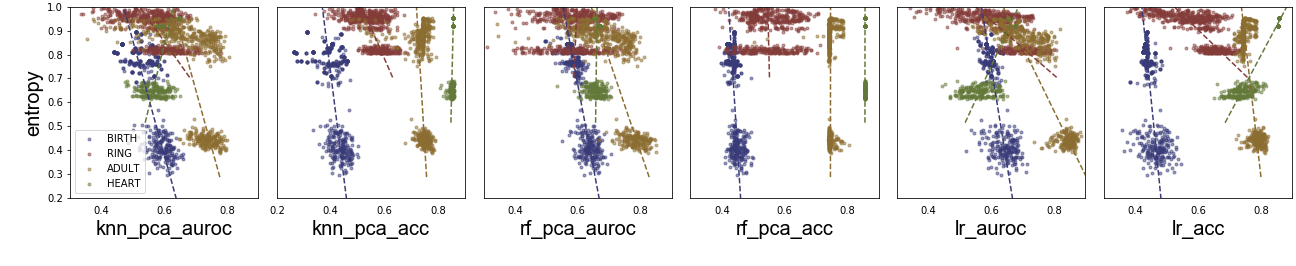 entropy
1.0
0.9
0.8
0.7
0.6
0.5
0.4
0.3
0.2
BIRTH
RING
ADULT
HEART
0.4 0.6 0.8
knn_pca_auroc
0.2 0.4 0.6 0.8
knn_pca_acc
0.4 0.6 0.8
rf_pca_auroc
0.4 0.6 0.8
rf_pca_acc
0.4 0.6 0.8
lr_auroc
0.4 0.6 0.8
lr_acc